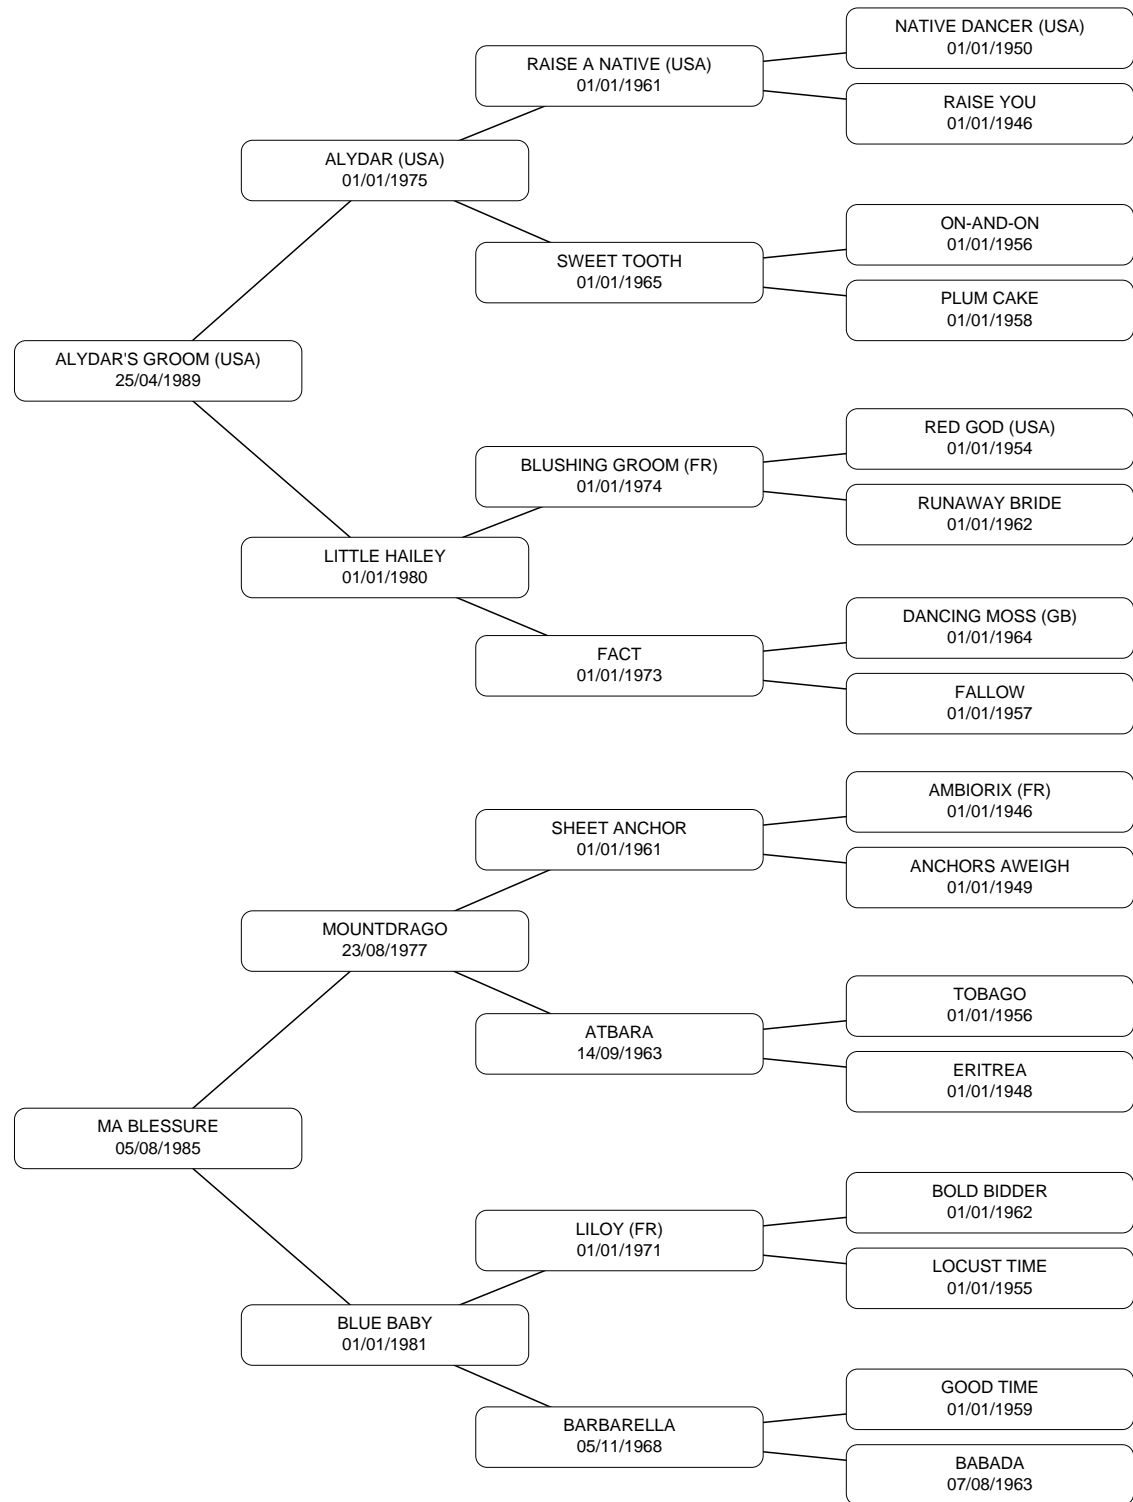 NATIVE DANCER (USA)
01/01/1950
RAISE A NATIVE (USA)
01/01/1961
RAISE YOU
01/01/1946
ALYDAR (USA)
01/01/1975
ON-AND-ON
01/01/1956
SWEET TOOTH
01/01/1965
PLUM CAKE
01/01/1958
ALYDAR'S GROOM (USA)
25/04/1989
RED GOD (USA)
01/01/1954
BLUSHING GROOM (FR)
01/01/1974
RUNAWAY BRIDE
01/01/1962
LITTLE HAILEY
01/01/1980
DANCING MOSS (GB)
01/01/1964
FACT
01/01/1973
FALLOW
01/01/1957
AMBIORIX (FR)
01/01/1946
SHEET ANCHOR
01/01/1961
ANCHORS AWEIGH
01/01/1949
MOUNTDRAGO
23/08/1977
TOBAGO
01/01/1956
ATBARA
14/09/1963
ERITREA
01/01/1948
MA BLESSURE
05/08/1985
BOLD BIDDER
01/01/1962
LILOY (FR)
01/01/1971
LOCUST TIME
01/01/1955
BLUE BABY
01/01/1981
GOOD TIME
01/01/1959
BARBARELLA
05/11/1968
BABADA
07/08/1963